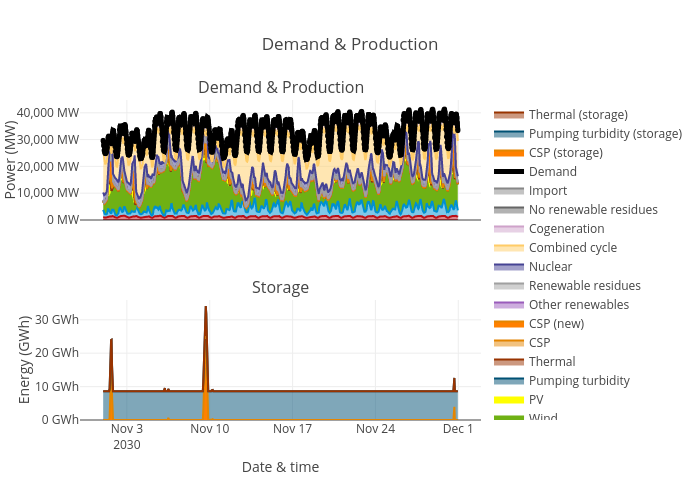 Demand & Production
Demand & Production
40,000 MW
30,000 MW
20,000 MW
10,000 MW
0 MW
Power (MW)
Storage
30 GWh
20 GWh
10 GWh
0 GWh
Energy (GWh)
Nov 3
2030
Nov 10
Nov 17
Nov 24
Dec 1
Date & time
Thermal (storage)
Pumping turbidity (storage)
CSP (storage)
Demand
Import
No renewable residues
Cogeneration
Combined cycle
Nuclear
Renewable residues
Other renewables
CSP (new)
CSP
Thermal
Pumping turbidity
PV
Wind